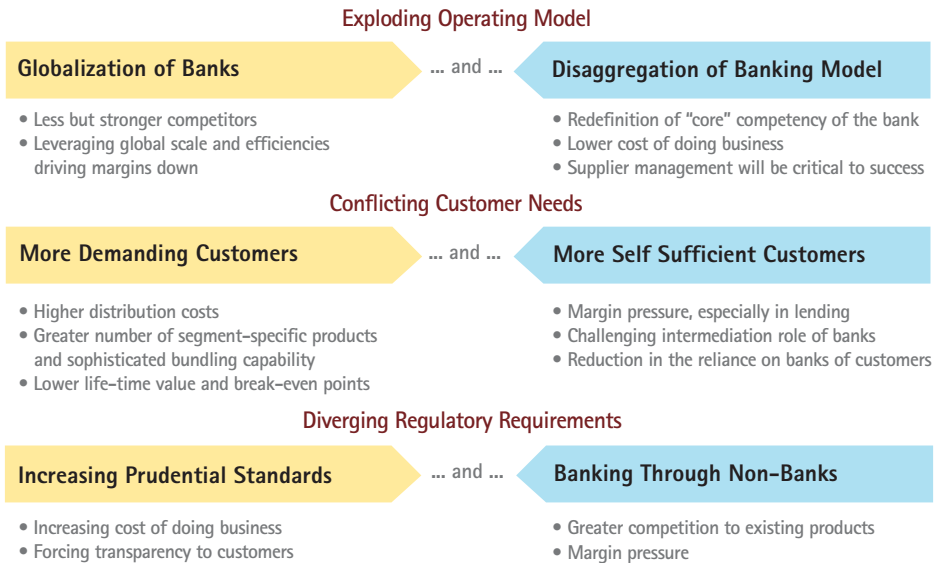 Exploding Operating Model
Globalization of Banks
... and ...
Disaggregation of Banking Model
• Less but stronger competitors
• Leveraging global scale and efficiencies
driving margins down
• Redefinition of “core” competency of the bank
• Lower cost of doing business
• Supplier management will be critical to success
Conflicting Customer Needs
More Demanding Customers
... and ...
More Self Sufficient Customers
• Higher distribution costs
• Greater number of segment-specific products
and sophisticated bundling capability
• Lower life-time value and break-even points
• Margin pressure, especially in lending
• Challenging intermediation role of banks
• Reduction in the reliance on banks of customers
Diverging Regulatory Requirements
Increasing Prudential Standards
... and ...
Banking Through Non-Banks
• Increasing cost of doing business
• Forcing transparency to customers
• Greater competition to existing products
• Margin pressure